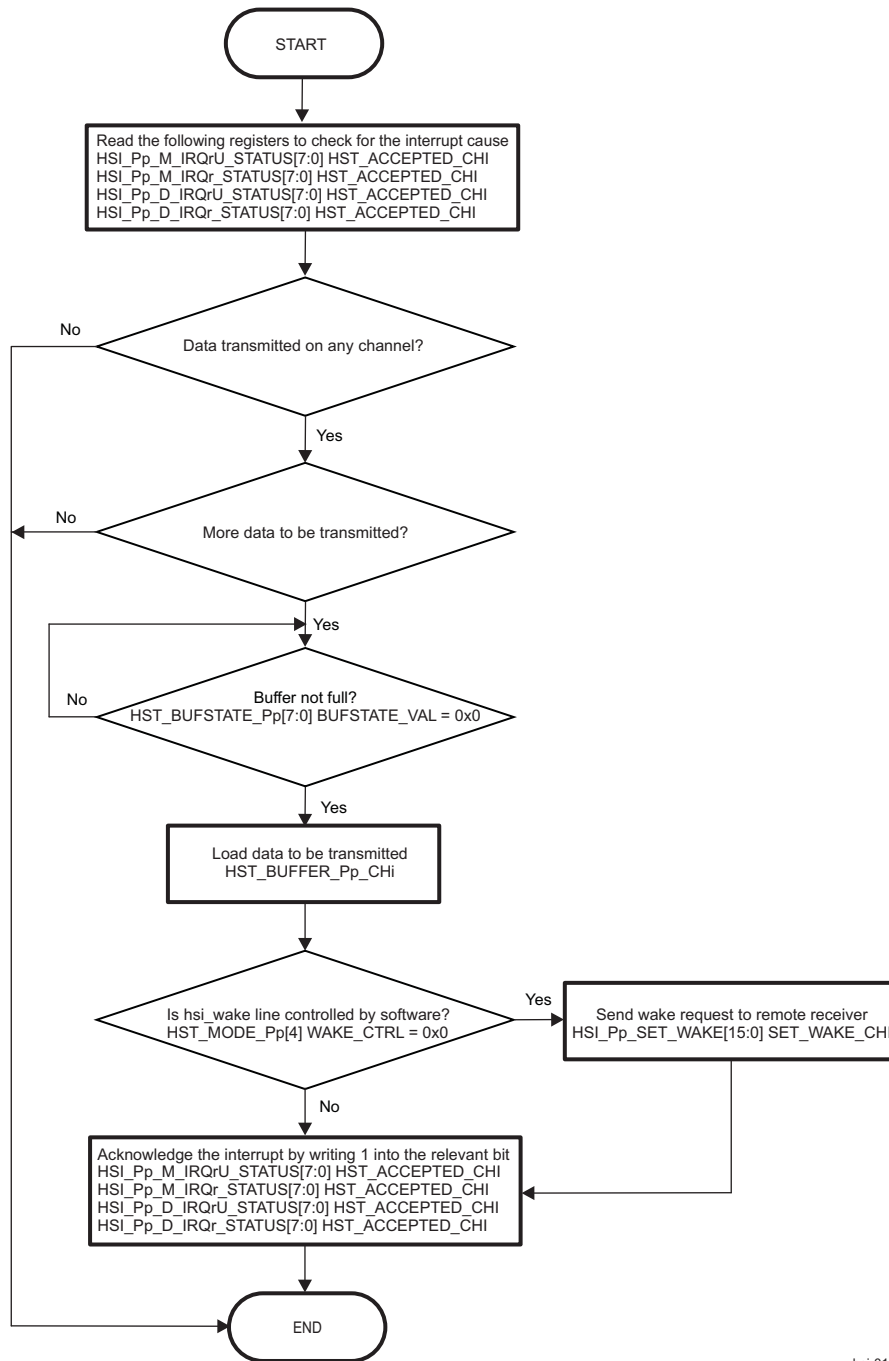 START
Read the following registers to check for the interrupt cause
HSI_Pp_M_IRQrU_STATUS[7:0] HST_ACCEPTED_CHI
HSI_Pp_M_IRQr_STATUS[7:0] HST_ACCEPTED_CHI
HSI_Pp_D_IRQrU_STATUS[7:0] HST_ACCEPTED_CHI
HSI_Pp_D_IRQr_STATUS[7:0] HST_ACCEPTED_CHI
No
Data transmitted on any channel?
Yes
No
More data to be transmitted?
Yes
No
Buffer not full?
HST_BUFSTATE_Pp[7:0] BUFSTATE_VAL = 0x0
Yes
Load data to be transmitted
HST_BUFFER_Pp_CHi
Is hsi_wake line controlled by software?
HST_MODE_Pp[4] WAKE_CTRL = 0x0
Yes
Send wake request to remote receiver
HSI_Pp_SET_WAKE[15:0] SET_WAKE_CHI
No
Acknowledge the interrupt by writing 1 into the relevant bit
HSI_Pp_M_IRQrU_STATUS[7:0] HST_ACCEPTED_CHI
HSI_Pp_M_IRQr_STATUS[7:0] HST_ACCEPTED_CHI
HSI_Pp_D_IRQrU_STATUS[7:0] HST_ACCEPTED_CHI
HSI_Pp_D_IRQr_STATUS[7:0] HST_ACCEPTED_CHI
END